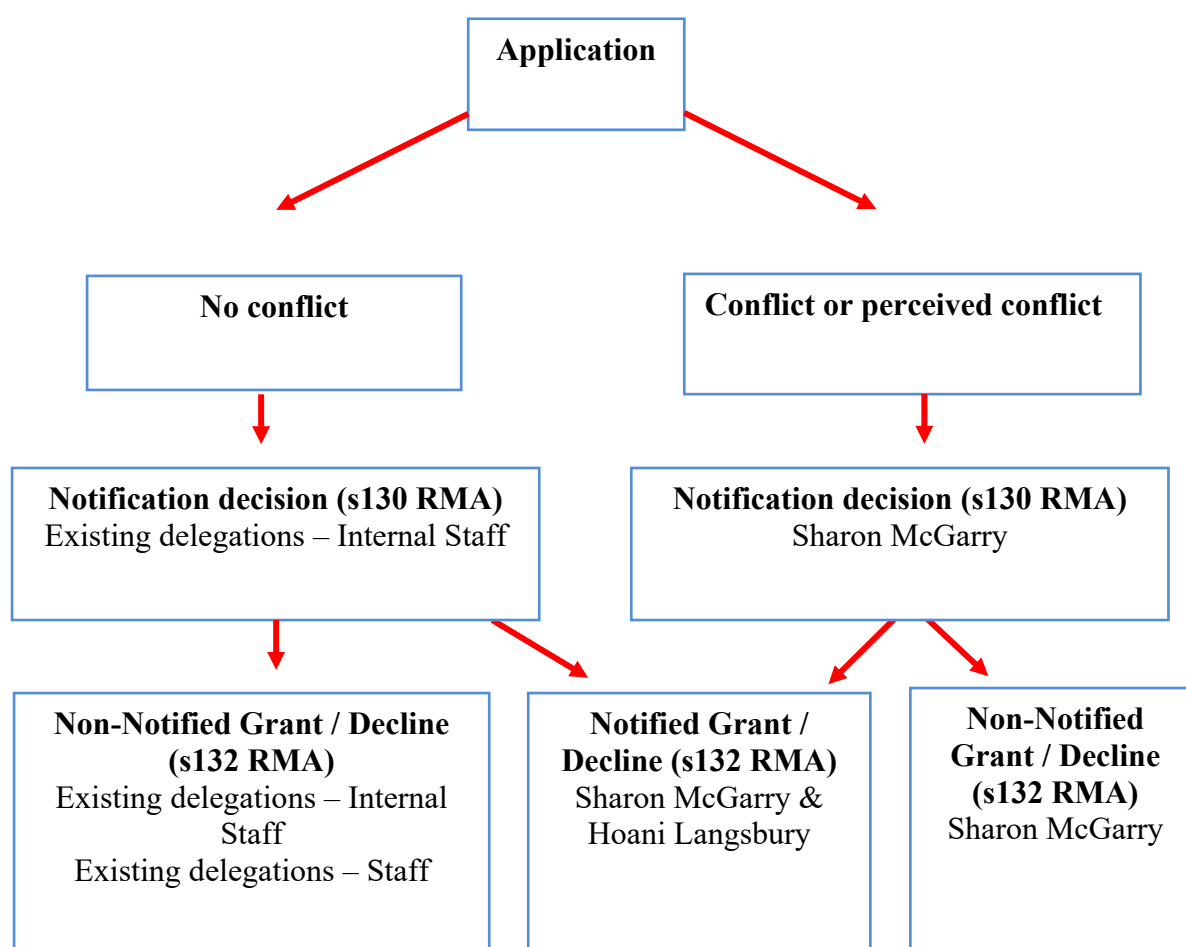 Application
No conflict
Conflict or perceived conflict
Notification decision (s130 RMA)
Existing delegations – Internal Staff
Notification decision (s130 RMA)
Sharon McGarry
Non-Notified Grant / Decline
(s132 RMA)
Existing delegations – Internal
Staff
Existing delegations – Staff
Notified Grant /
Decline (s132 RMA)
Sharon McGarry &
Hoani Langsbury
Non-Notified
Grant / Decline
(s132 RMA)
Sharon McGarry